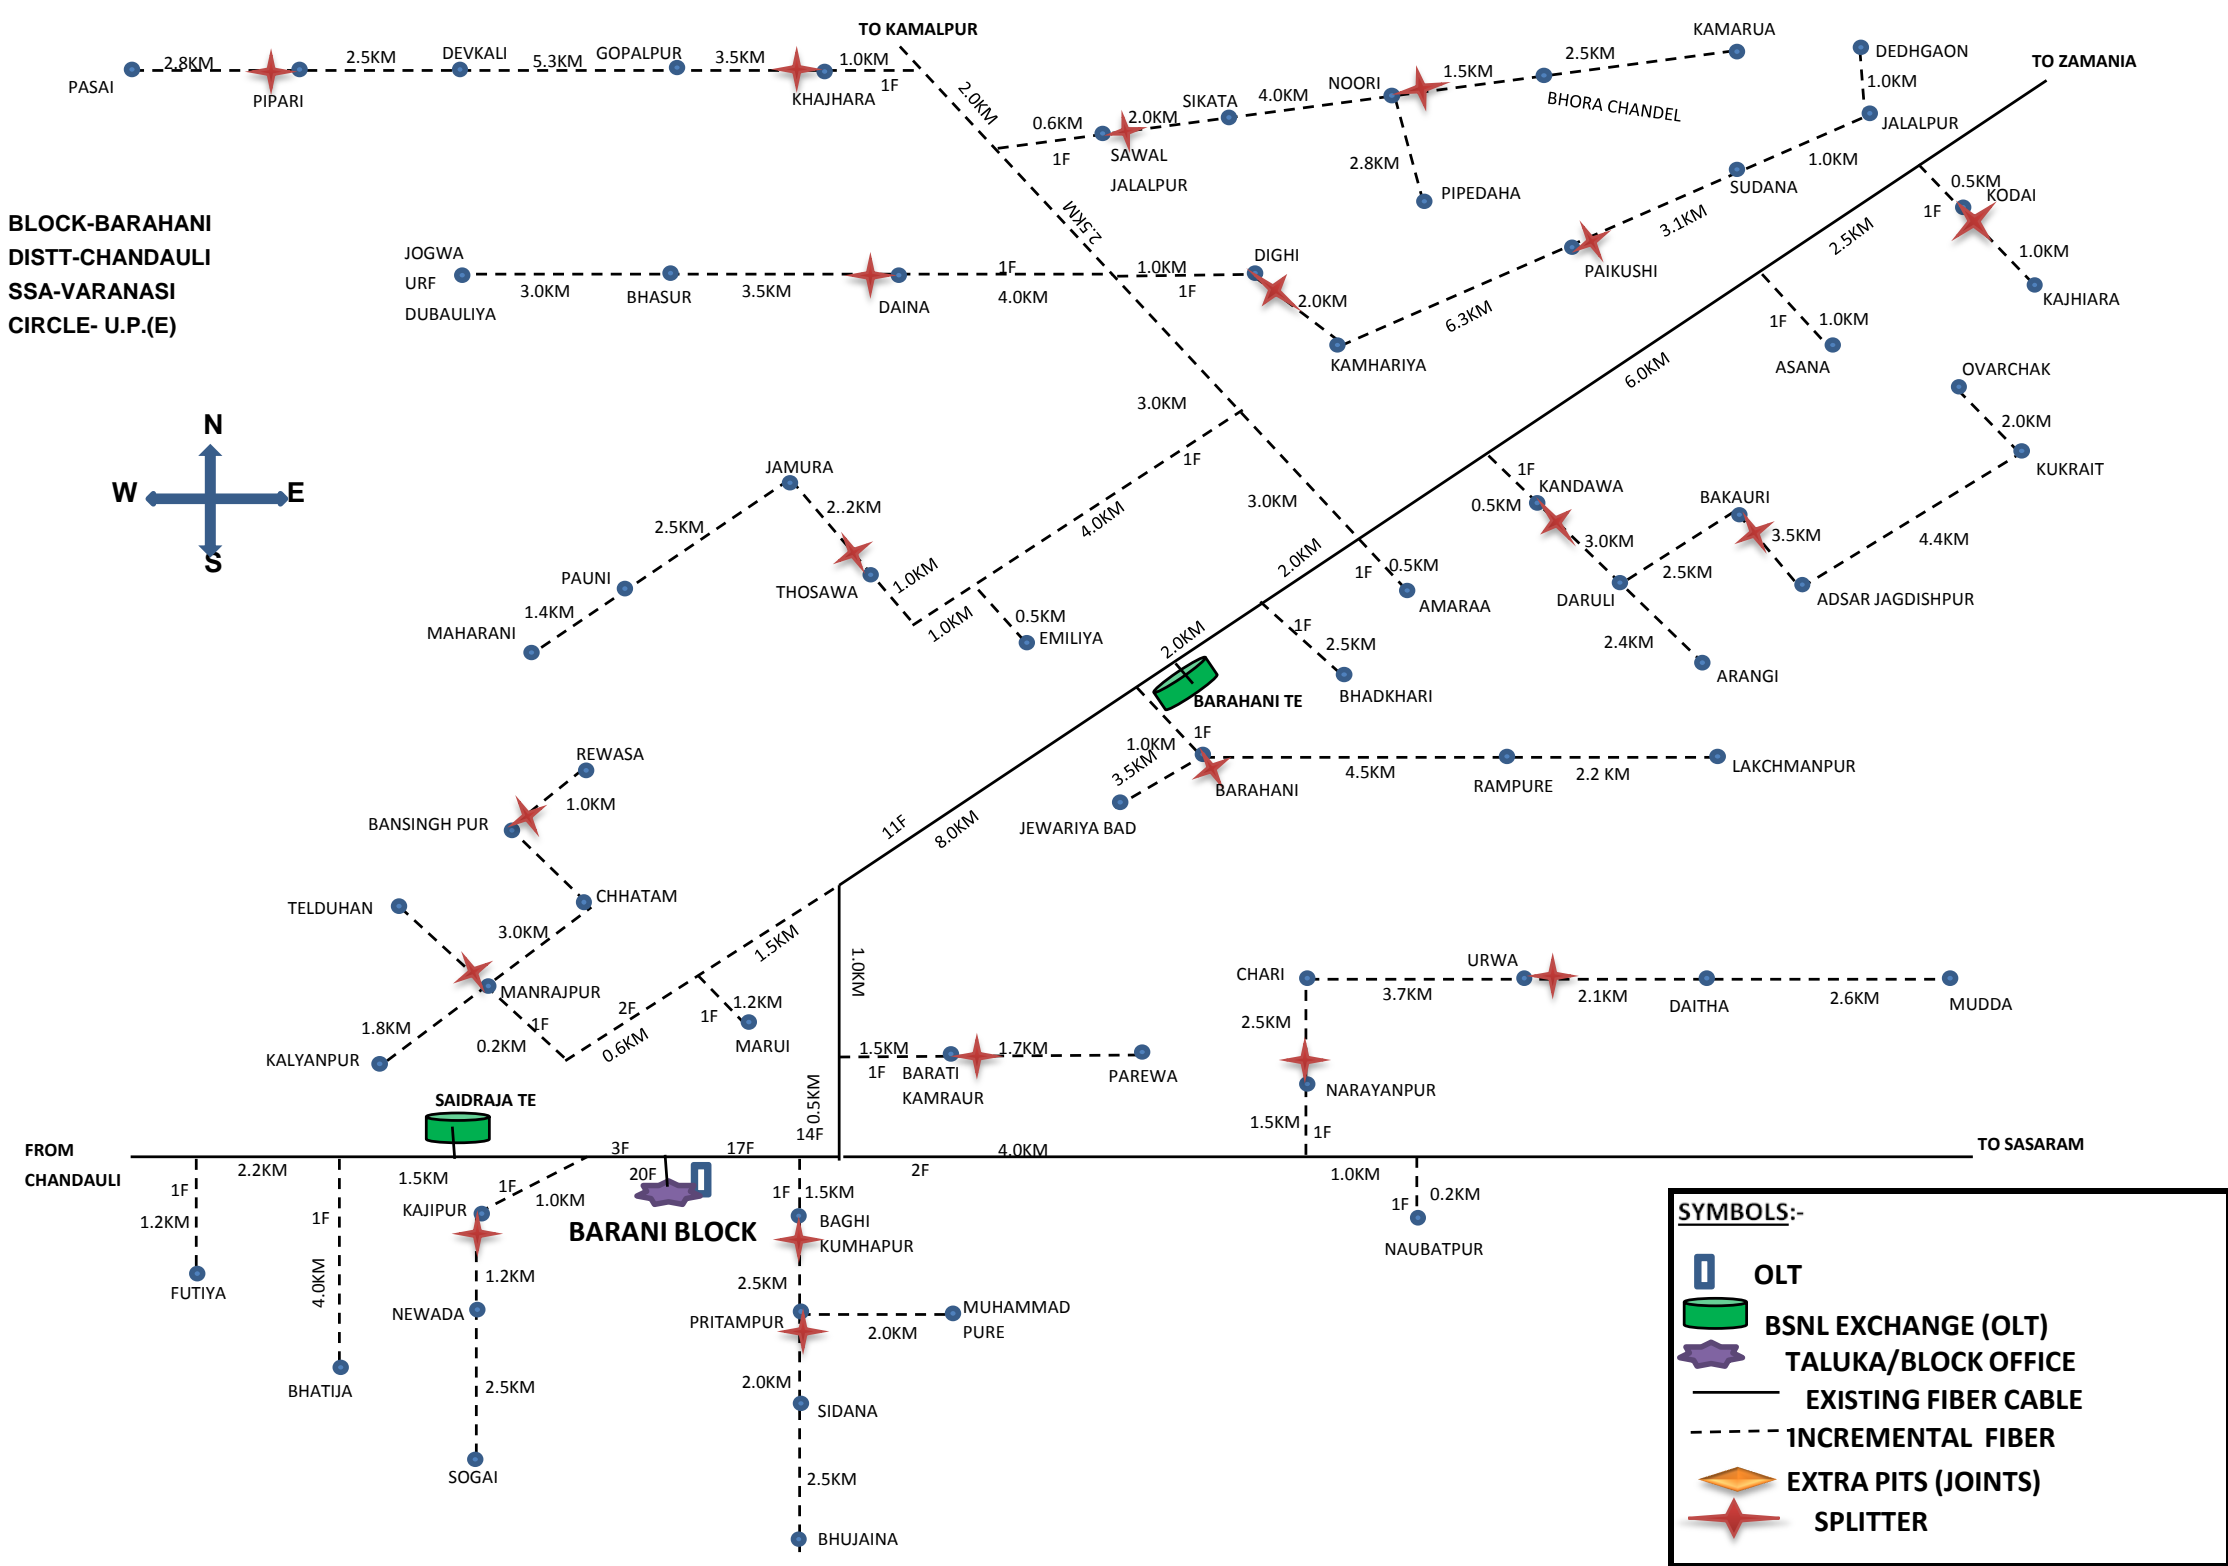 TO KAMALPUR
KAMARUA
DEDHGAON
TO ZAMANIA
PASAI
2.8KM
PIPARI
2.5KM
DEVKALI
5.3KM
GOPALPUR
3.5KM
KHAJHARA
1.0KM
1F
2.0KM
0.6KM
1F
SAWAL
JALALPUR
2.0KM
SIKATA
4.0KM
NOORI
1.5KM
2.5KM
BHORA CHANDEL
2.8KM
PIPEDAHA
1.0KM
JALALPUR
1.0KM
SUDANA
3.1KM
PAIKUSHI
0.5KM
KODAI
1F
1.0KM
KAJHIARA
2.5KM
BLOCK-BARAHANI
DISTT-CHANDAULI
SSA-VARANASI
CIRCLE- U.P.(E)
JOGWA
URF
DUBAULIYA
3.0KM
BHASUR
3.5KM
DAINA
1F
4.0KM
2.5KM
1.0KM
1F
DIGHI
2.0KM
KAMHARIYA
6.3KM
6.0KM
1F
1.0KM
ASANA
OVARCHAK
2.0KM
KUKRAIT
N
W
E
S
3.0KM
1F
JAMURA
2..2KM
2.5KM
PAUNI
1.4KM
MAHARANI
THOSAWA
1.0KM
1.0KM
4.0KM
0.5KM
EMILIYA
3.0KM
2.0KM
1F
0.5KM
AMARAA
1F
KANDAWA
0.5KM
3.0KM
DARULI
BAKAURI
3.5KM
2.5KM
4.4KM
ADSAR JAGDISHPUR
2.4KM
ARANGI
2.0KM
1F
2.5KM
BHADKHARI
BARAHANI TE
1F
1.0KM
3.5KM
BARAHANI
4.5KM
RAMPURE
2.2 KM
LAKCHMANPUR
JEWARIYA BAD
REWASA
1.0KM
BANSINGH PUR
11F
8.0KM
TELDUHAN
CHHATAM
3.0KM
MANRAJPUR
1.8KM
KALYANPUR
1F
0.2KM
2F
0.6KM
1.5KM
1F
1.2KM
MARUI
1.0KM
1.5KM
1F
BARATI
KAMRAUR
1.7KM
PAREWA
0.5KM
CHARI
3.7KM
URWA
2.1KM
DAITHA
2.6KM
MUDDA
2.5KM
NARAYANPUR
1.5KM
1F
SAIDRAJA TE
FROM
CHANDAULI
2.2KM
1.5KM
3F
17F
14F
20F
4.0KM
2F
1.0KM
TO SASARAM
1F
1.2KM
FUTIYA
1F
4.0KM
BHATIJA
KAJIPUR
1F
1.0KM
1.2KM
NEWADA
2.5KM
SOGAI
BARANI BLOCK
1F
1.5KM
BAGHI
KUMHAPUR
2.5KM
PRITAMPUR
MUHAMMAD
PURE
2.0KM
2.0KM
SIDANA
2.5KM
BHUJAINA
1F
0.2KM
NAUBATPUR
SYMBOLS:-
OLT
BSNL EXCHANGE (OLT)
TALUKA/BLOCK OFFICE
EXISTING FIBER CABLE
INCREMENTAL FIBER
EXTRA PITS (JOINTS)
SPLITTER